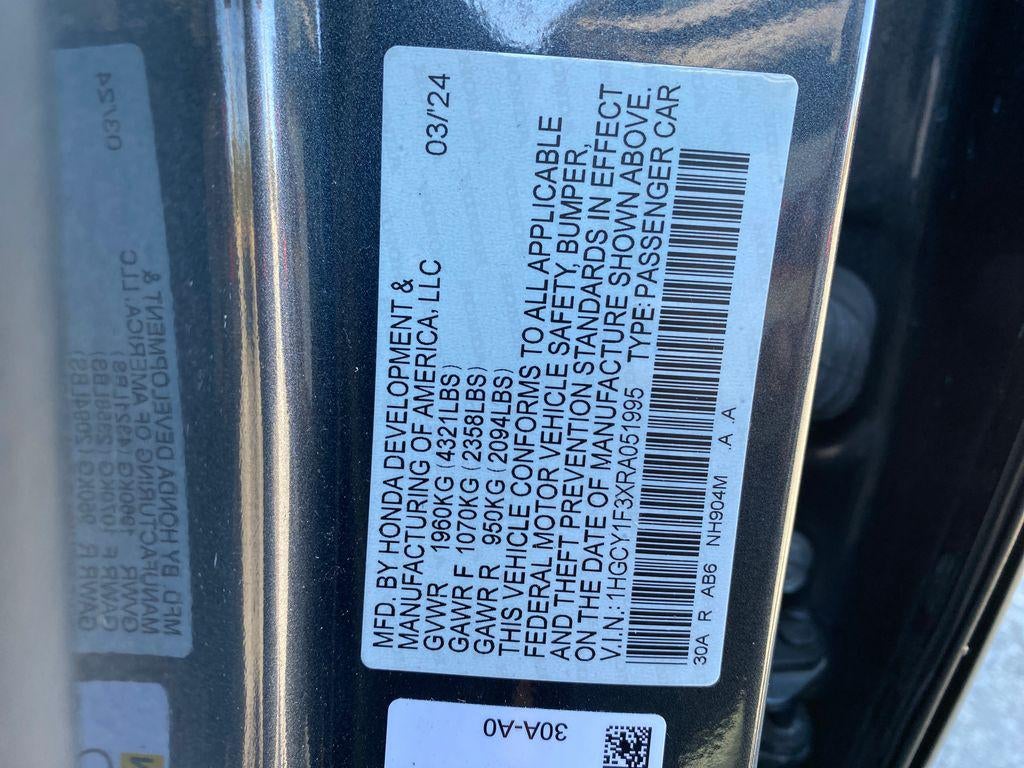 MFD. BY HONDA DEVELOPMENT & 03/'24
MANUFACTURING OF AMERICA, LLC
GVWR 1960KG (4321LBS)
GAWR F 1070KG (2358LBS)
GAWR R 950KG (2094LBS)
THIS VEHICLE CONFORMS TO ALL APPLICABLE
FEDERAL MOTOR VEHICLE SAFETY, BUMPER,
AND THEFT PREVENTION STANDARDS IN EFFECT
ON THE DATE OF MANUFACTURE SHOWN ABOVE.
V.I.N.: 1HGCY1F3XRA051995 TYPE: PASSENGER CAR
30A R AB6 NH904M .A .A
30A-A0